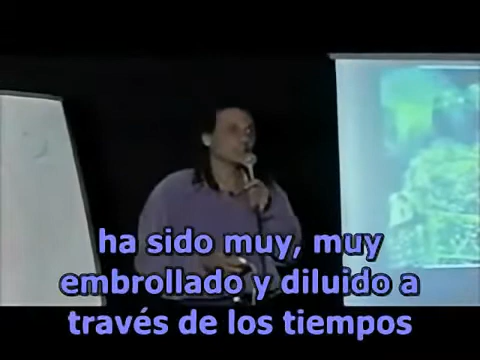 ha sido muy, muy
embrollado y diluido a
través de los tiempos